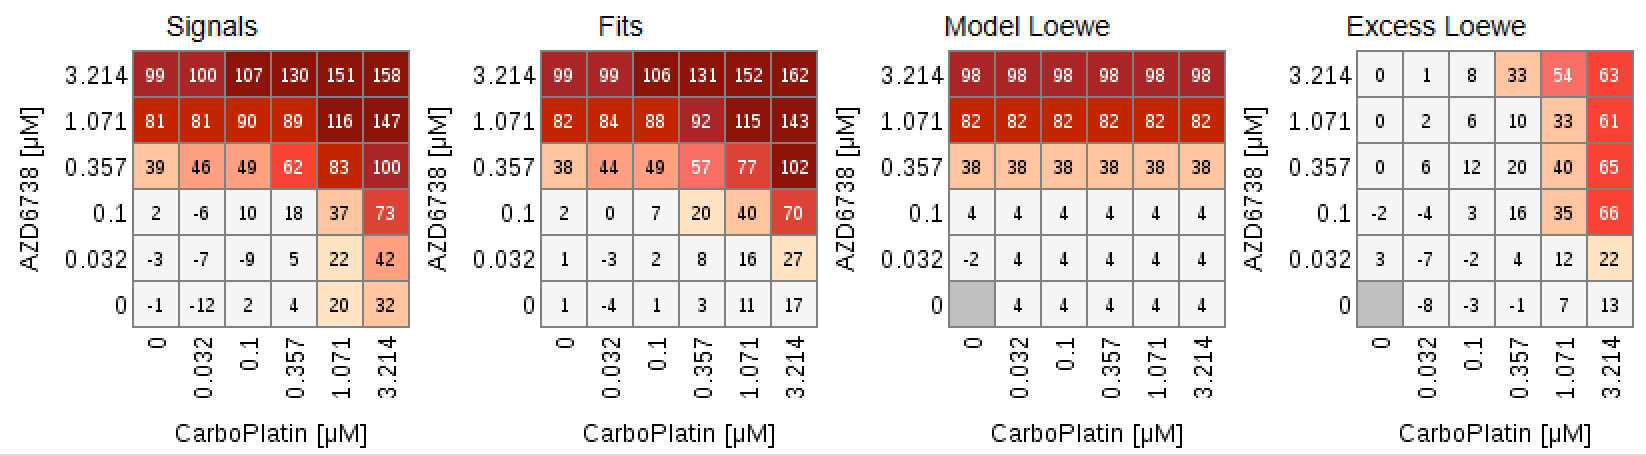 Signals Fits Model Loewe Excess Loewe
3.214 99 100 107 130 151 158 3.214 99 99 106 131 152 162 3.214 98 98 98 98 98 98 3.214 0 1 8 33 54 63
1.071 81 81 90 89 116 147 1.071 82 84 88 92 115 143 1.071 82 82 82 82 82 82 1.071 0 2 6 10 33 61
0.357 39 46 49 62 83 100 0.357 38 44 49 57 77 102 0.357 38 38 38 38 38 38 0.357 0 6 12 20 40 65
0.1 2 -6 10 18 37 73 0.1 2 0 7 20 40 70 0.1 4 4 4 4 4 4 0.1 -2 -4 3 16 35 66
0.032 -3 -7 -9 5 22 42 0.032 1 -3 2 8 16 27 0.032 -2 4 4 4 4 4 0.032 3 -7 -2 4 12 22
0 -1 -12 2 4 20 32 0 1 -4 1 3 11 17 0 4 4 4 4 4 0 -8 -3 -1 7 13
AZD6738 [µM] AZD6738 [µM] AZD6738 [µM] AZD6738 [µM]
0 0.032 0.1 0.357 1.071 3.214 0 0.032 0.1 0.357 1.071 3.214 0 0.032 0.1 0.357 1.071 3.214 0 0.032 0.1 0.357 1.071 3.214
CarboPlatin [µM] CarboPlatin [µM] CarboPlatin [µM] CarboPlatin [µM]